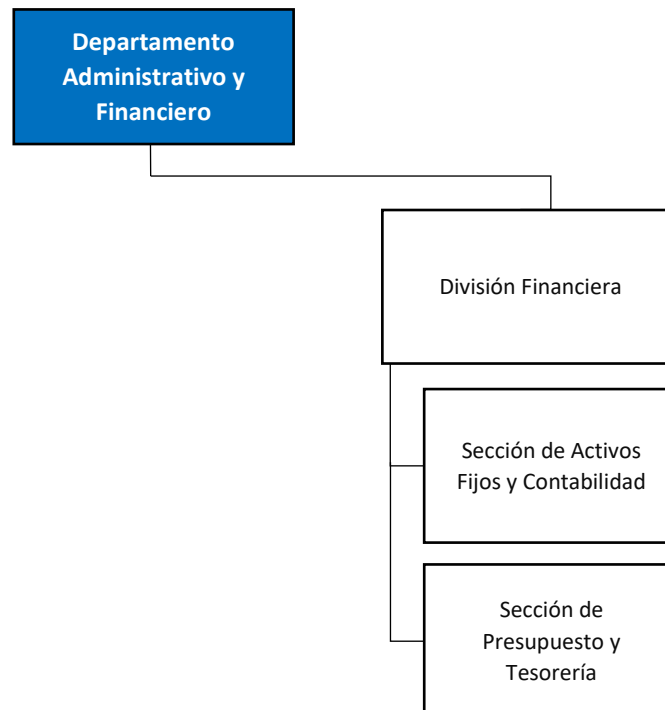 Departamento
Administrativo y
Financiero
División Financiera
Sección de Activos
Fijos y Contabilidad
Sección de
Presupuesto y
Tesorería